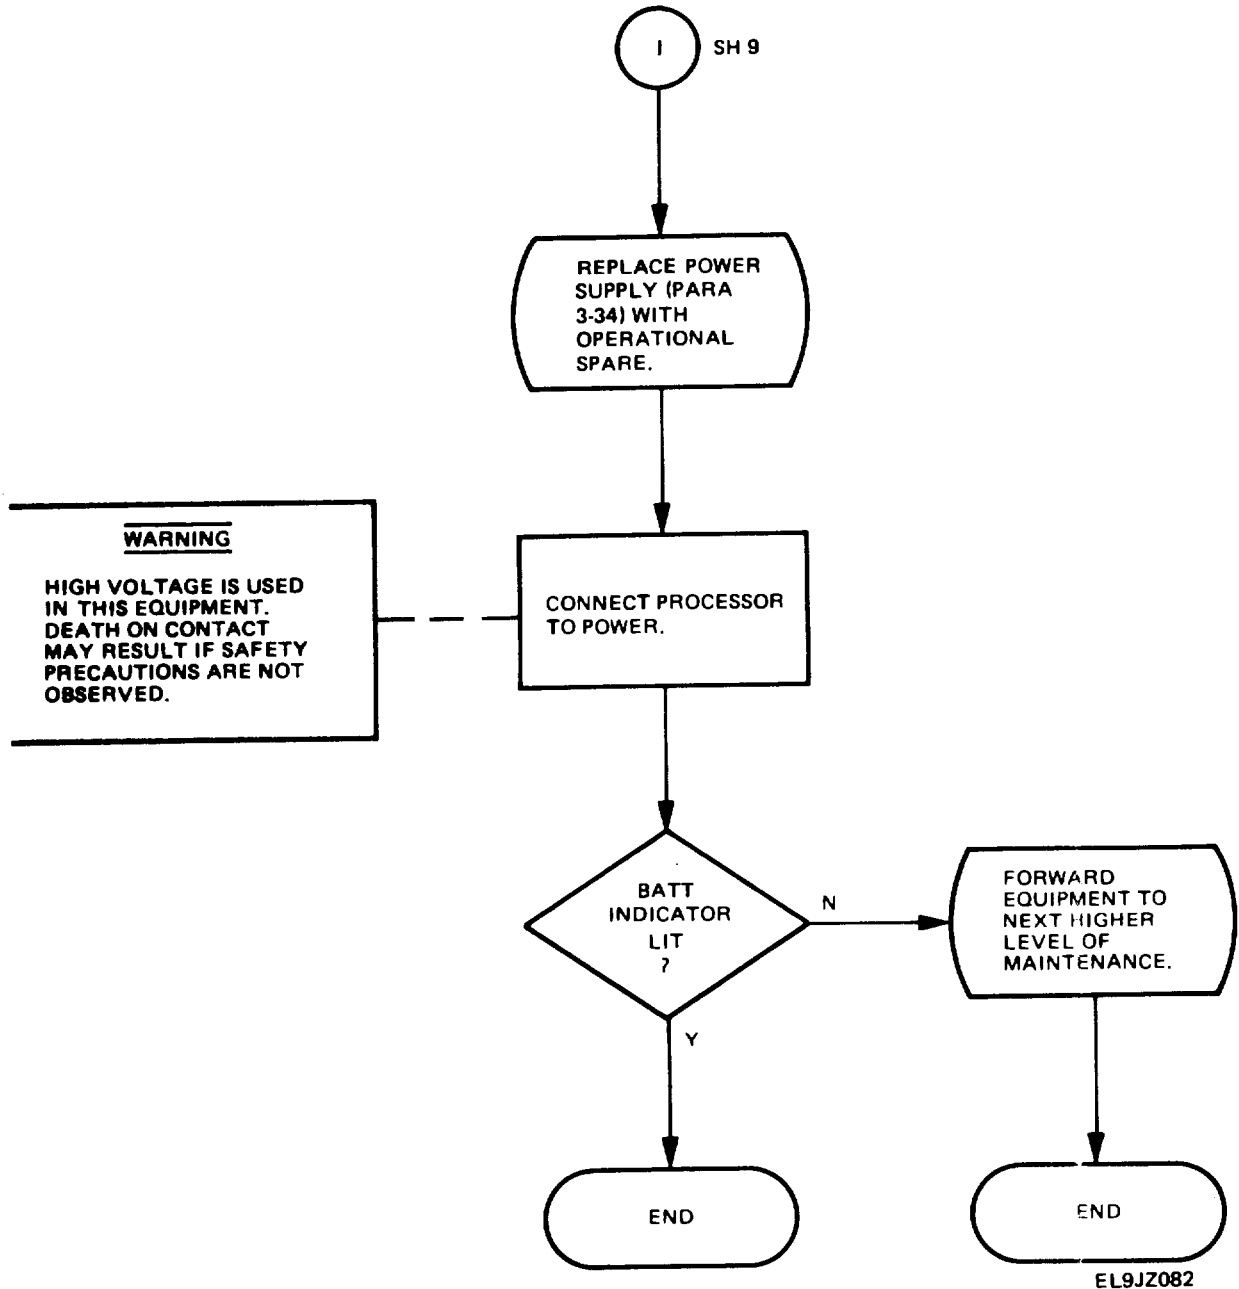 I SH 9
REPLACE POWER
SUPPLY (PARA
3-34) WITH
OPERATIONAL
SPARE.
WARNING
HIGH VOLTAGE IS USED
IN THIS EQUIPMENT.
DEATH ON CONTACT
MAY RESULT IF SAFETY
PRECAUTIONS ARE NOT
OBSERVED.
CONNECT PROCESSOR
TO POWER.
BATT
INDICATOR
LIT
?
N
FORWARD
EQUIPMENT TO
NEXT HIGHER
LEVEL OF
MAINTENANCE.
Y
END
END
EL9JZ082